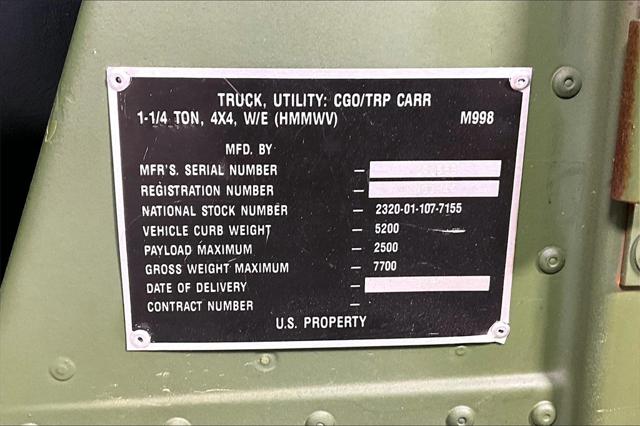 TRUCK, UTILITY: CGO/TRP CARR
1-1/4 TON, 4X4, W/E (HMMWV) M998
MFD. BY
MFR'S. SERIAL NUMBER –
REGISTRATION NUMBER –
NATIONAL STOCK NUMBER – 2320-01-107-7155
VEHICLE CURB WEIGHT – 5200
PAYLOAD MAXIMUM – 2500
GROSS WEIGHT MAXIMUM – 7700
DATE OF DELIVERY –
CONTRACT NUMBER –
U.S. PROPERTY